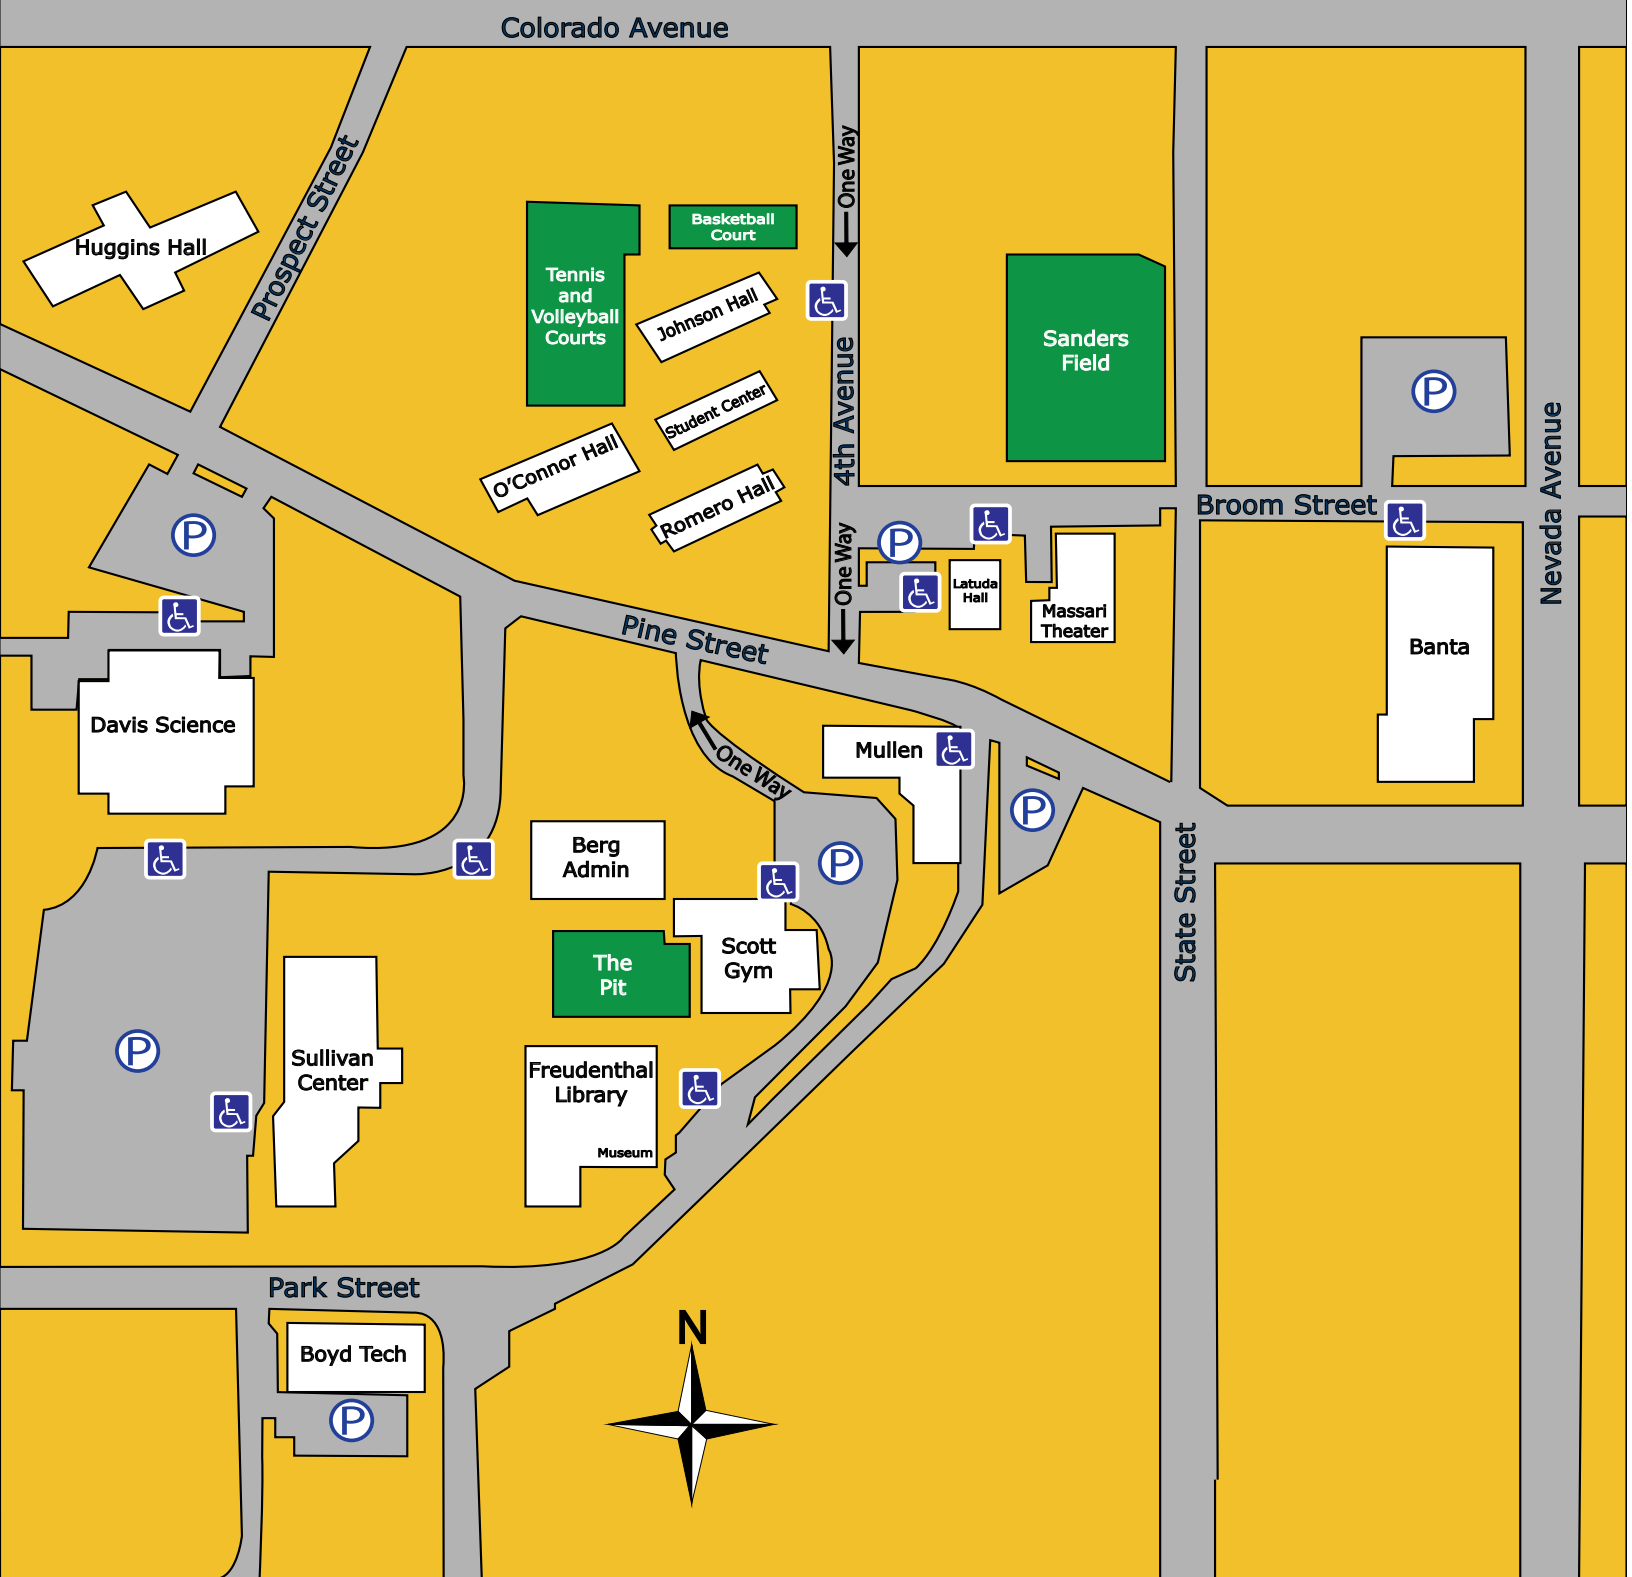 Colorado Avenue
Prospect Street
One Way
Huggins Hall
Basketball
Court
Tennis
and
Volleyball
Courts
Johnson Hall
Sanders
Field
4th Avenue
Student Center
O'Connor Hall
Romero Hall
P
Broom Street
Nevada Avenue
P
P
One Way
Latuda
Hall
Massari
Theater
Pine Street
Banta
Davis Science
Mullen
One Way
P
P
Berg
Admin
State Street
Scott
Gym
The
Pit
P
Sullivan
Center
Freudenthal
Library
Museum
Park Street
N
Boyd Tech
P